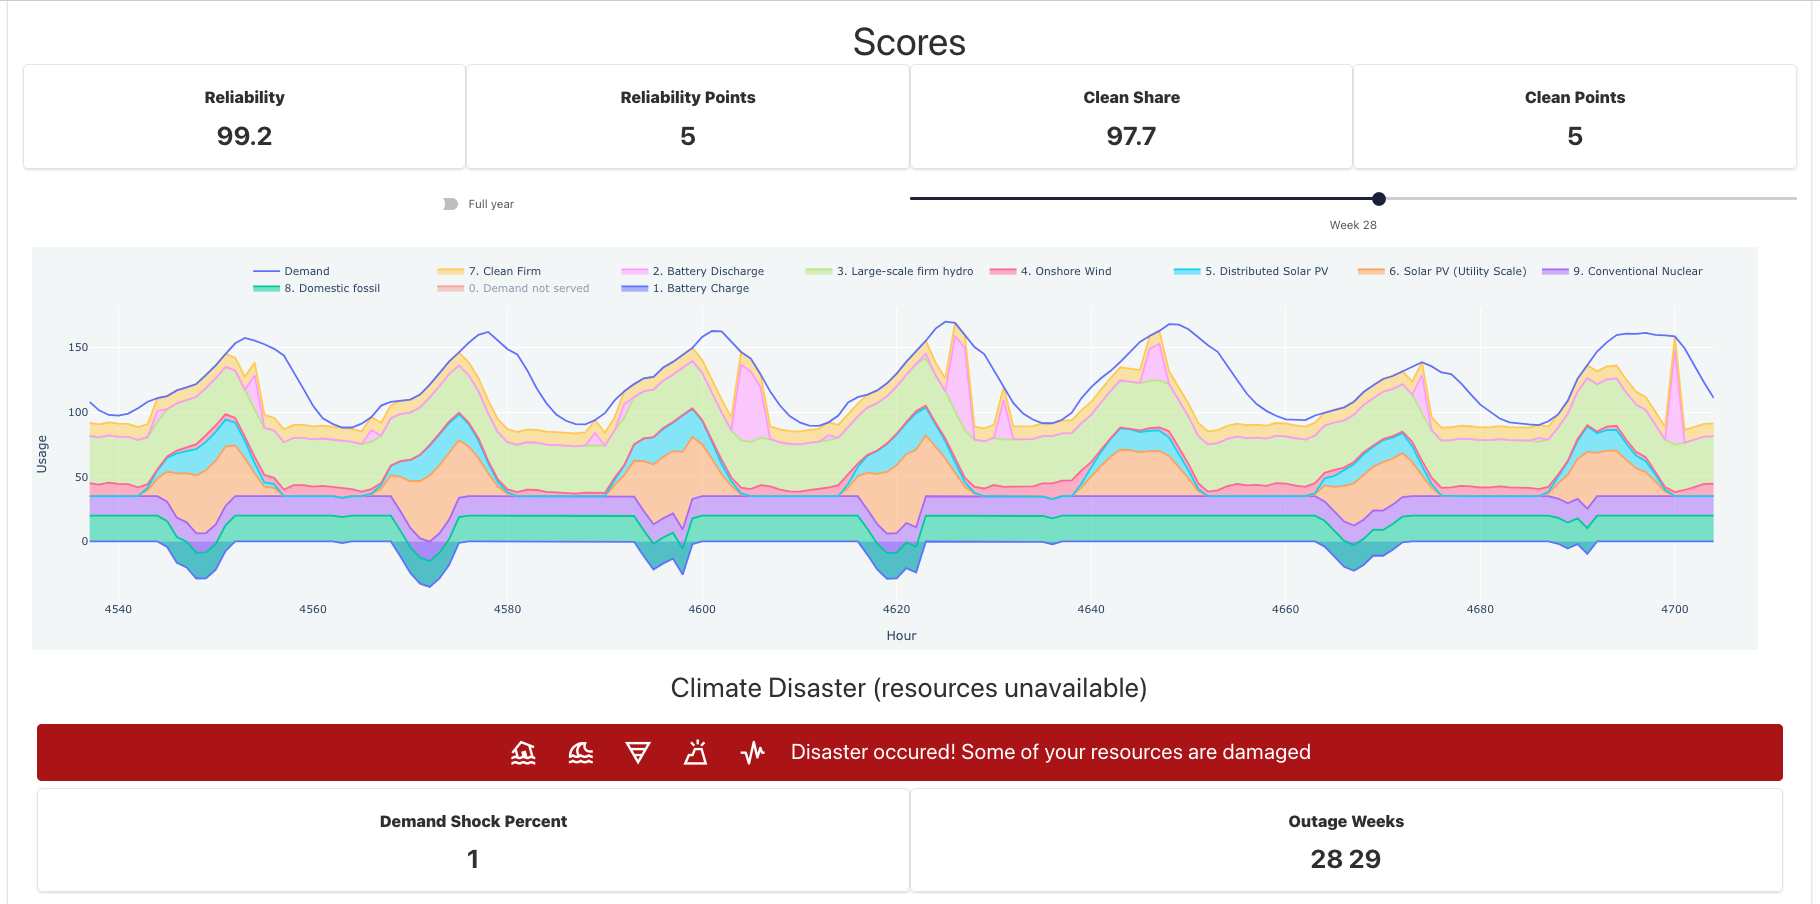 Scores
Reliability
99.2
Reliability Points
5
Clean Share
97.7
Clean Points
5
Full year
Week 28
Demand
7. Clean Firm
2. Battery Discharge
3. Large-scale firm hydro
4. Onshore Wind
5. Distributed Solar PV
6. Solar PV (Utility Scale)
9. Conventional Nuclear
8. Domestic fossil
0. Demand not served
1. Battery Charge
Usage
150
100
50
0
4540
4560
4580
4600
4620
4640
4660
4680
4700
Hour
Climate Disaster (resources unavailable)
Disaster occured! Some of your resources are damaged
Demand Shock Percent
1
Outage Weeks
28 29